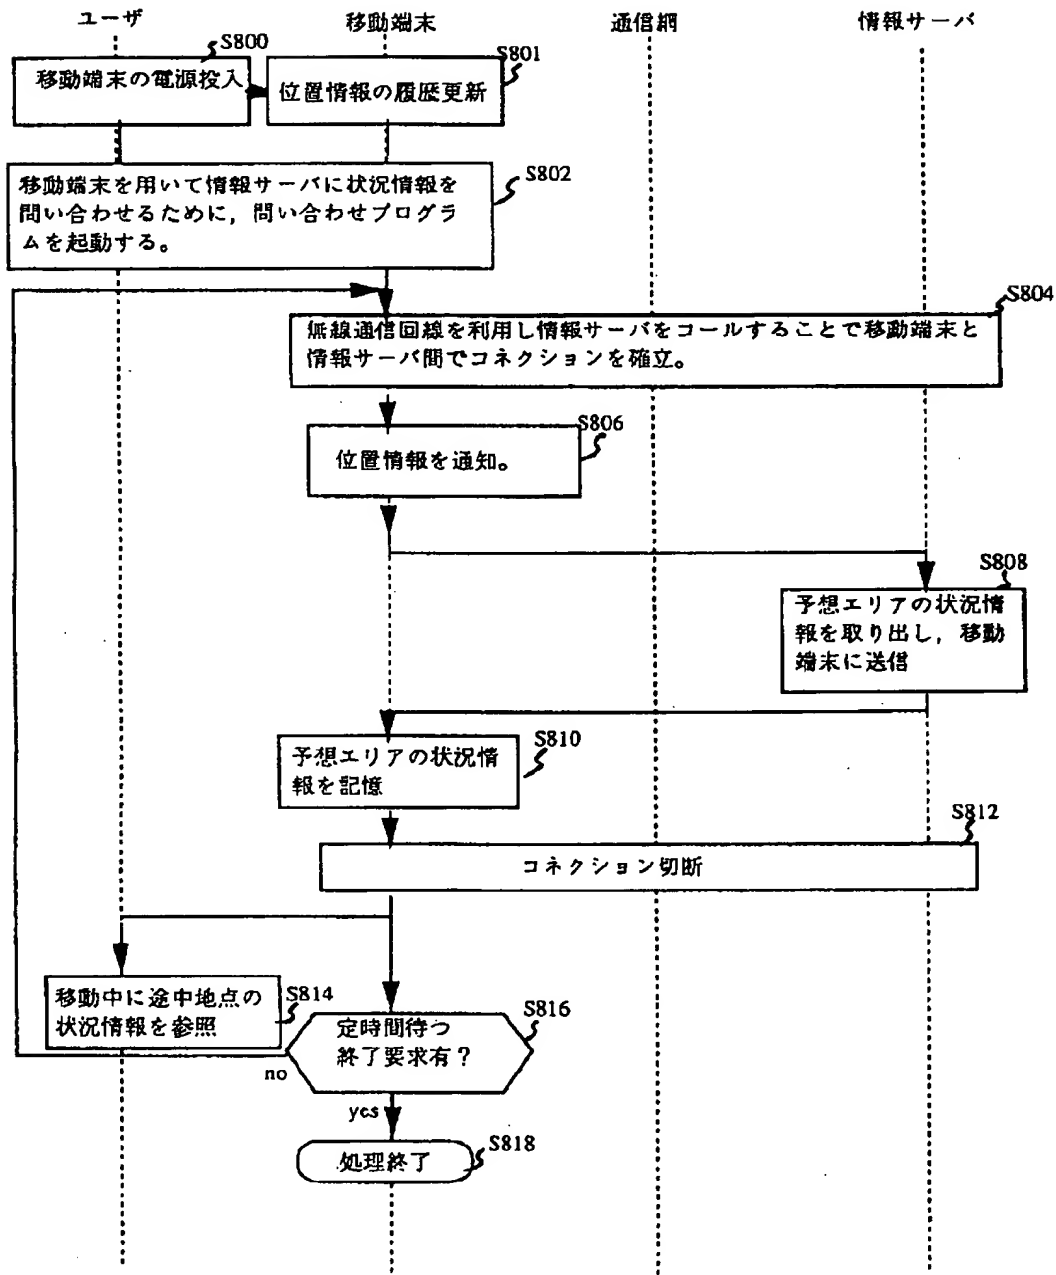 ユーザ
移動端末
通信網
情報サーバ
S800
S801
移動端末の電源投入
位置情報の履歴更新
S802
移動端末を用いて情報サーバに状況情報を
問い合わせるために，問い合わせプログラ
ムを起動する。
S804
無線通信回線を利用し情報サーバをコールすることで移動端末と
情報サーバ間でコネクションを確立。
S806
位置情報を通知。
S808
予想エリアの状況情
報を取り出し，移動
端末に送信
S810
予想エリアの状況情
報を記憶
S812
コネクション切断
移動中に途中地点の
状況情報を参照
S814
S816
定時間待つ
終了要求有？
no
yes
S818
処理終了